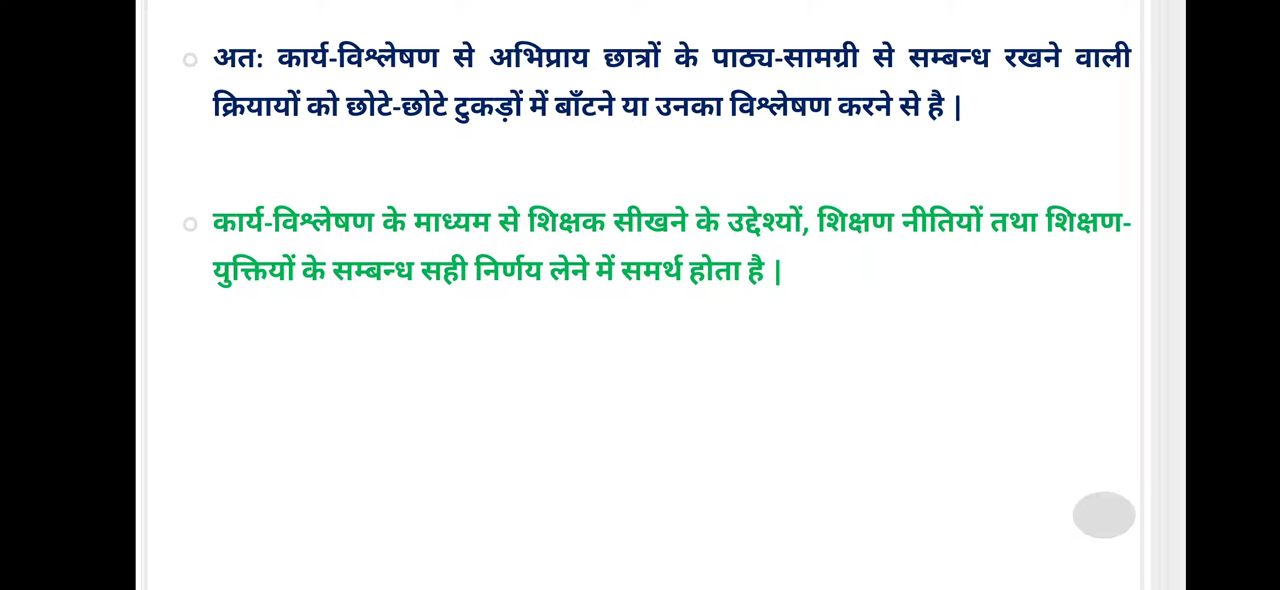 अत: कार्य-विश्लेषण से अभिप्राय छात्रों के पाठ्य-सामग्री से सम्बन्ध रखने वाली
क्रियायों को छोटे-छोटे टुकड़ों में बाँटने या उनका विश्लेषण करने से है |
कार्य-विश्लेषण के माध्यम से शिक्षक सीखने के उद्देश्यों, शिक्षण नीतियों तथा शिक्षण-
युक्तियों के सम्बन्ध सही निर्णय लेने में समर्थ होता है |